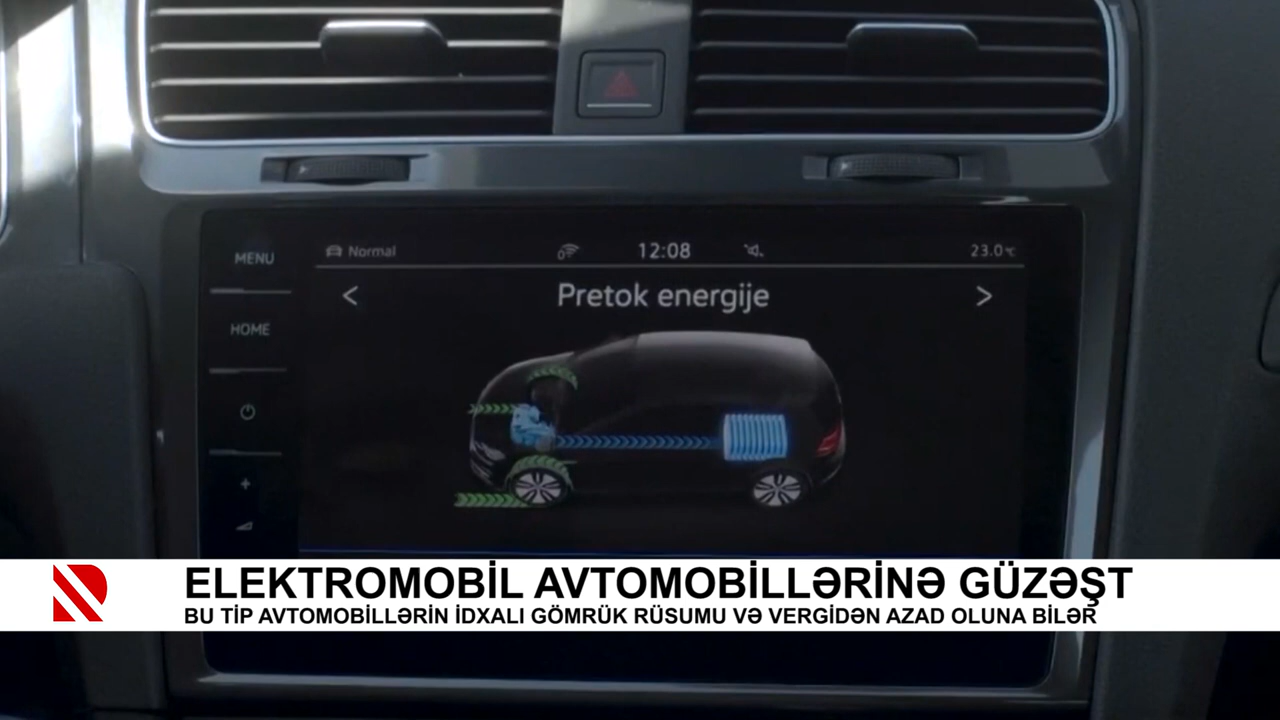 MENU
Normal
12:08
23.0°C
HOME
Pretok energije
ELEKTROMOBİL AVTOMOBİLLƏRİNƏ GÜZƏŞT
BU TİP AVTOMOBİLLƏRİN İDXALI GÖMRÜK RÜSUMU VƏ VERGİDƏN AZAD OLUNA BİLƏR